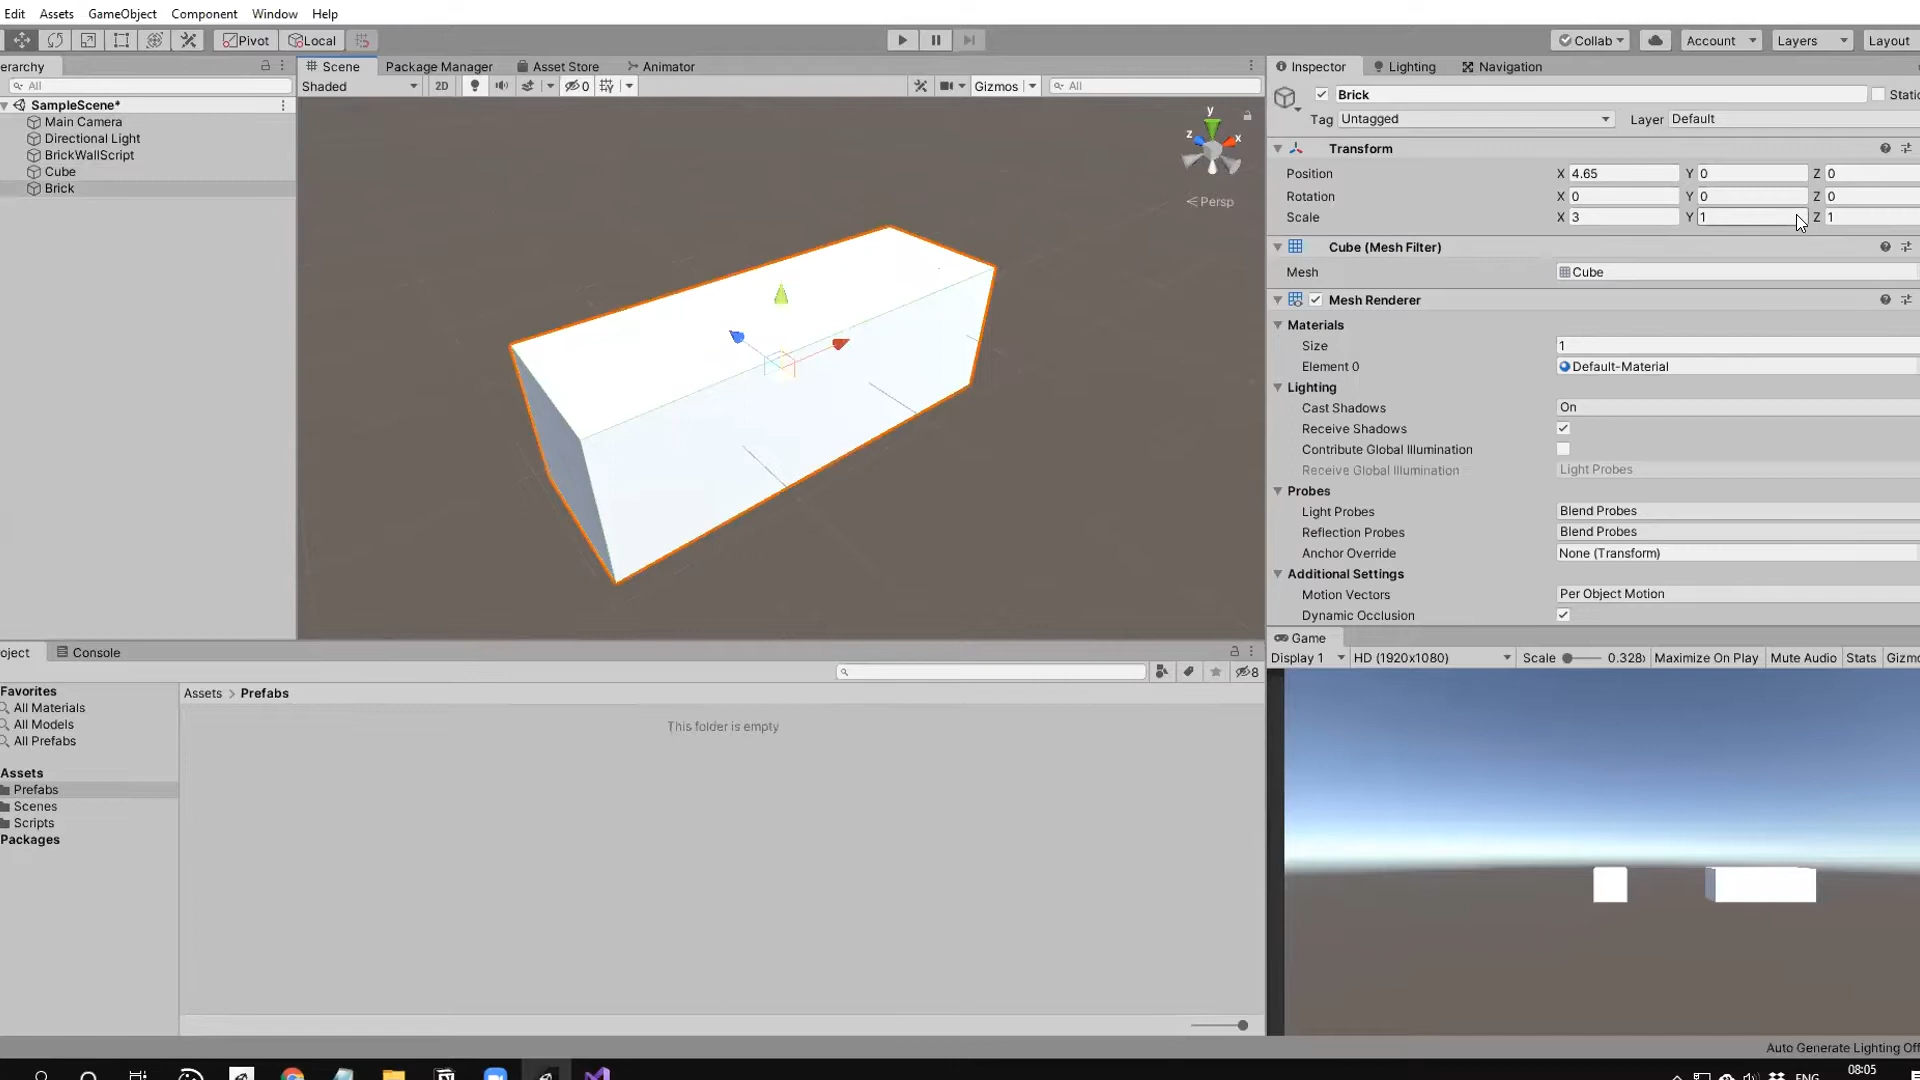 Edit Assets GameObject Component Window Help
Pivot Local Collab Account Layers Layout
erarchy Scene Package Manager Asset Store Animator Inspector Lighting Navigation
All Shaded 2D 0 Gizmos All
SampleScene*
Main Camera
Directional Light
BrickWallScript
Cube
Brick
y
z x
Persp
Brick Static
Tag Untagged Layer Default
Transform
Position X 4.65 Y 0 Z 0
Rotation X 0 Y 0 Z 0
Scale X 3 Y 1 Z 1
Cube (Mesh Filter)
Mesh Cube
Mesh Renderer
Materials
Size 1
Element 0 Default-Material
Lighting
Cast Shadows On
Receive Shadows
Contribute Global Illumination
Receive Global Illumination Light Probes
Probes
Light Probes Blend Probes
Reflection Probes Blend Probes
Anchor Override None (Transform)
Additional Settings
Motion Vectors Per Object Motion
Dynamic Occlusion
Game
Display 1 HD (1920x1080) Scale 0.328 Maximize On Play Mute Audio Stats Gizmo
oject Console
8
Favorites
All Materials
All Models
All Prefabs
Assets
Prefabs
Scenes
Scripts
Packages
Assets > Prefabs
This folder is empty
Auto Generate Lighting Off
ENG 08:05